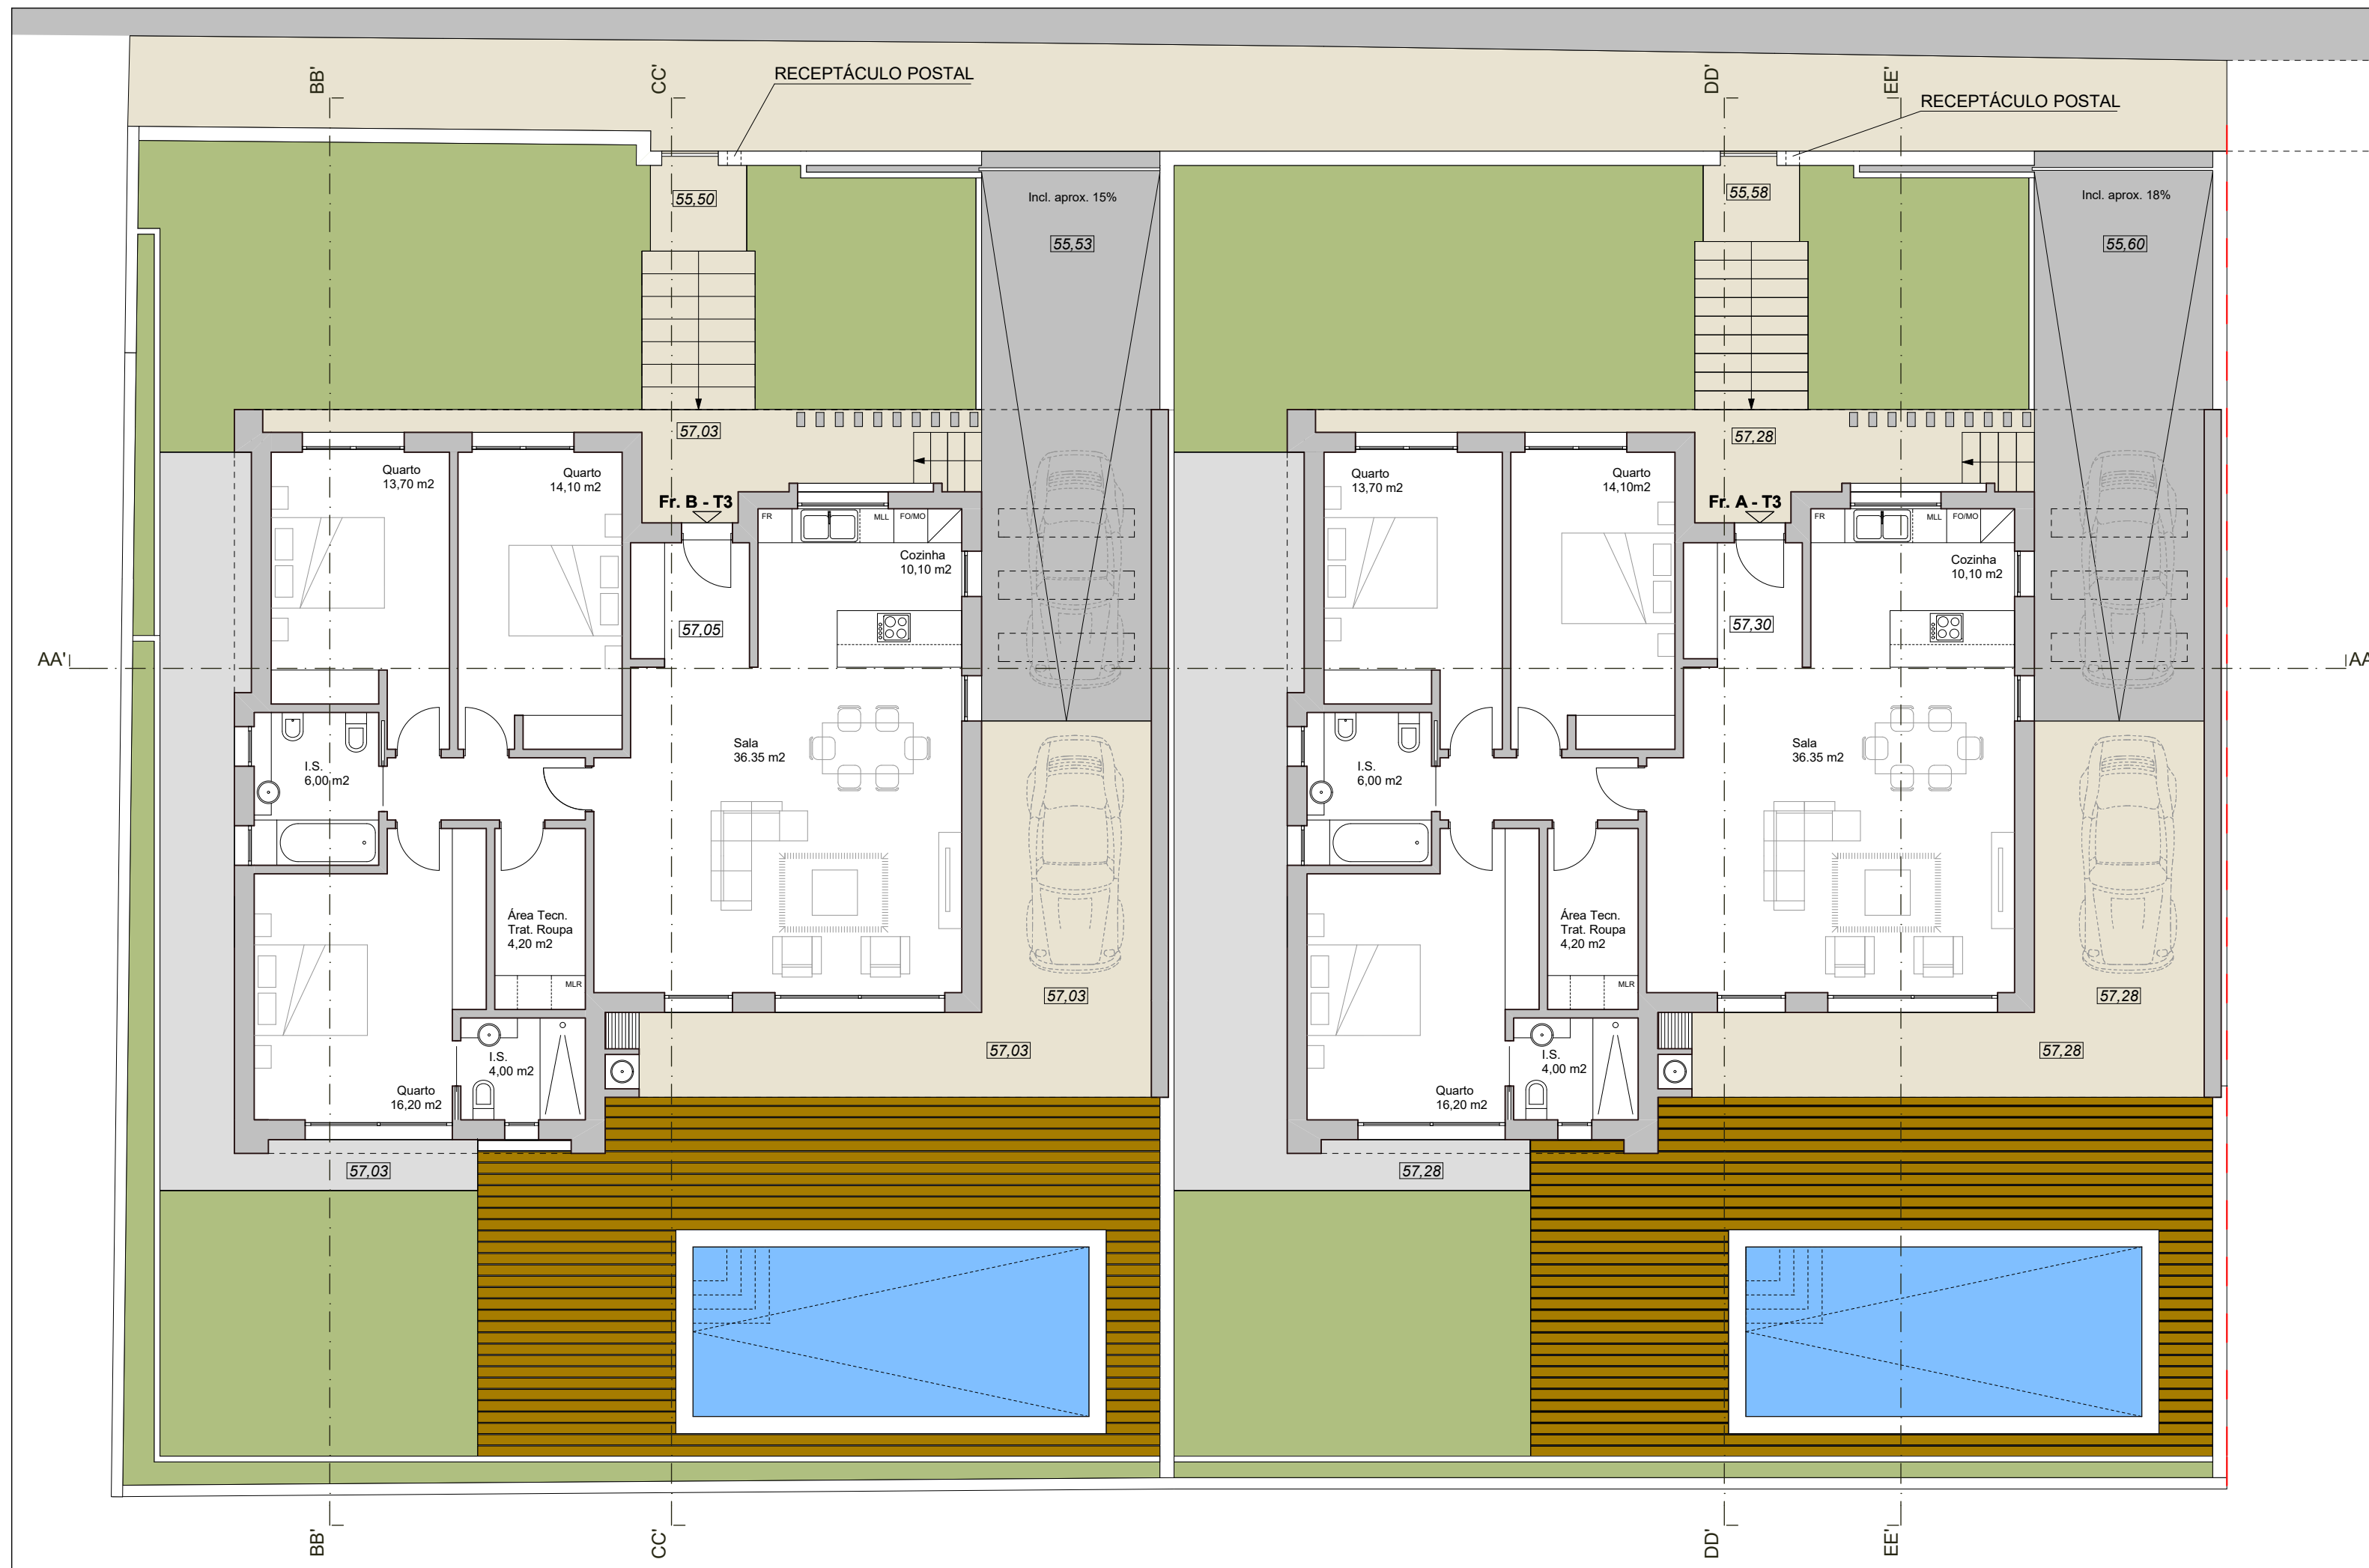 BB'
CC'
RECEPTÁCULO POSTAL
DD'
EE'
RECEPTÁCULO POSTAL
55,50
Incl. aprox. 15%
55,53
55,58
Incl. aprox. 18%
55,60
57,03
57,28
Quarto
13,70 m2
Quarto
14,10 m2
Fr. B - T3
FR
MLL
FO/MO
Cozinha
10,10 m2
57,05
Quarto
13,70 m2
Quarto
14,10m2
Fr. A - T3
FR
MLL
FO/MO
Cozinha
10,10 m2
57,30
AA'
AA
I.S.
6,00 m2
Sala
36.35 m2
I.S.
6,00 m2
Sala
36.35 m2
Área Tecn.
Trat. Roupa
4,20 m2
MLR
57,03
Área Tecn.
Trat. Roupa
4,20 m2
MLR
57,28
I.S.
4,00 m2
57,03
Quarto
16,20 m2
I.S.
4,00 m2
57,28
Quarto
16,20 m2
57,03
57,28
BB'
CC'
DD'
EE'